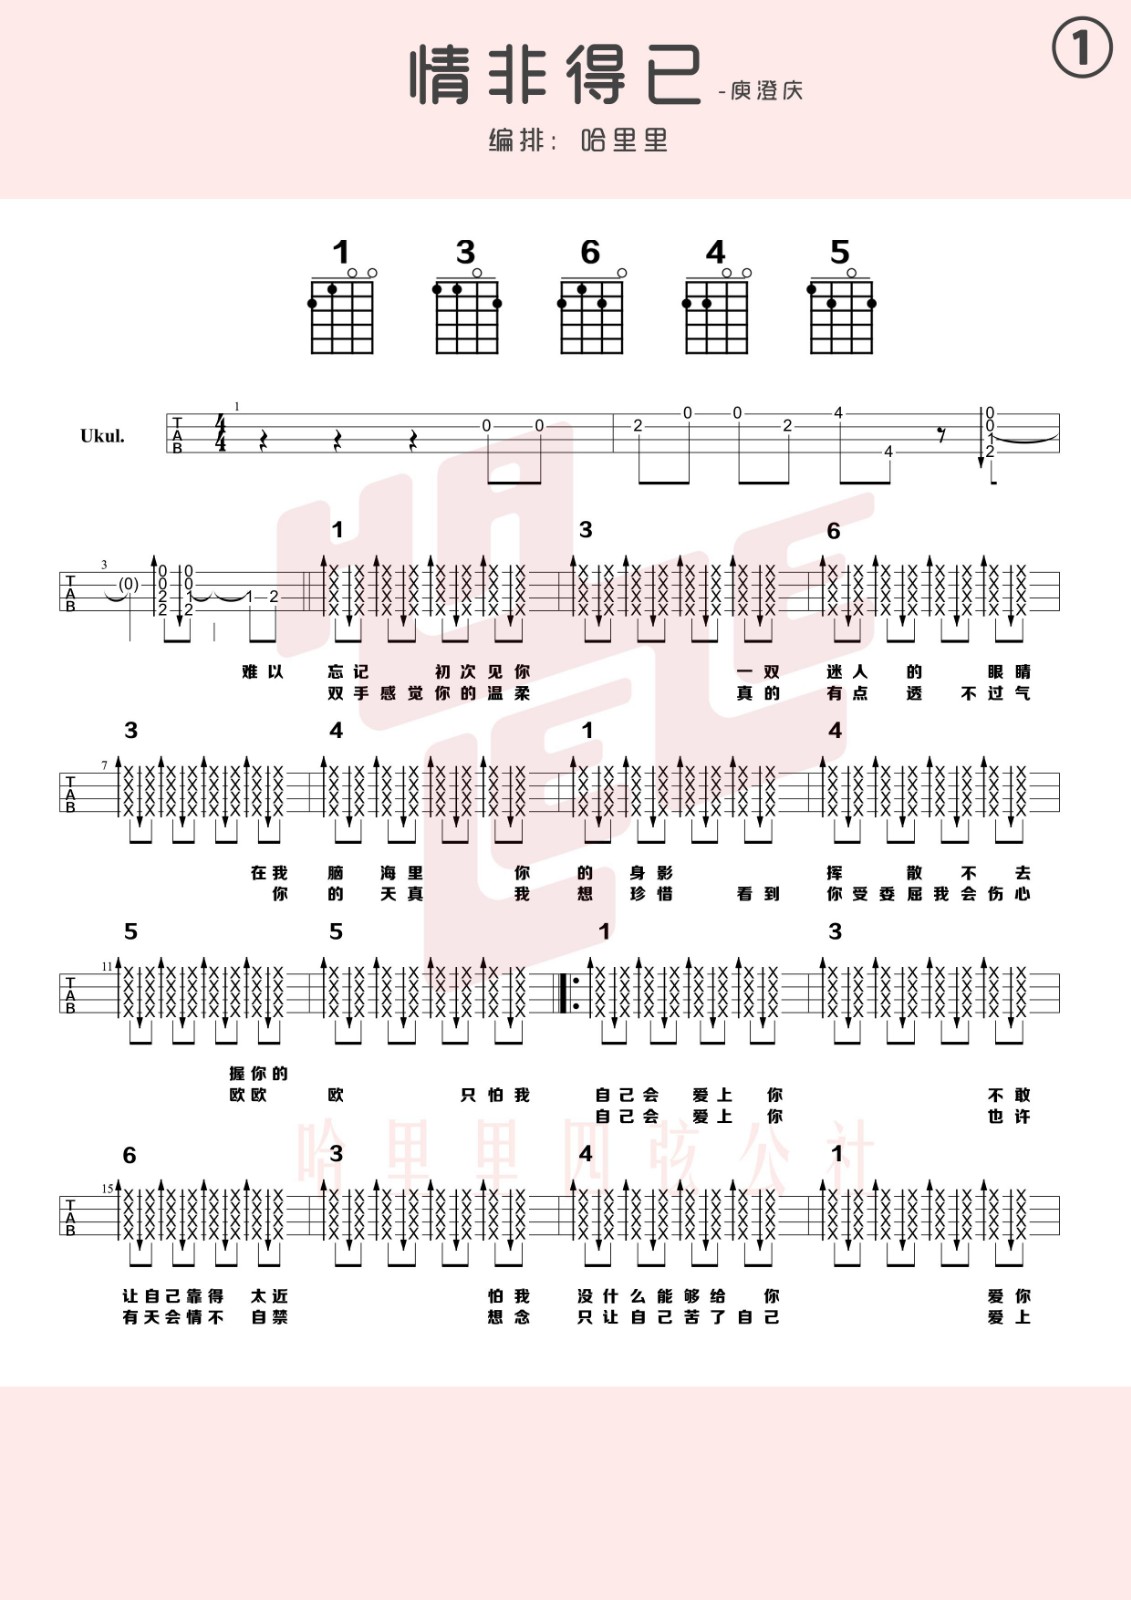 ①
情非得已 -庾澄庆
编排：哈里里
1 3 6 4 5
Ukul.
TAB 4/4
1
0 0 2 0 0 2 4 4 0 0 1 2
1 3 6
3
TAB (0) 0 0 2 2 0 0 1 2 1 2
难以 忘记 初次见你 一双 迷人 的 眼睛
双手感觉你的温柔 真的 有点 透 不过气
3 4 1 4
7
TAB
在我 脑 海里 你 的 身影 挥 散 不 去
你 的 天真 我 想 珍惜 看到 你受委屈我会伤心
5 5 1 3
11
TAB
握你的
欧欧 欧 只怕我 自己会 爱上 你 不敢
自己会 爱上 你 也许
哈里里四弦公社
6 3 4 1
15
TAB
让自己靠得 太近 怕我 没什么能够给 你 爱你
有天会情不 自禁 想念 只让自己苦了自己 爱上
HALE
LELE